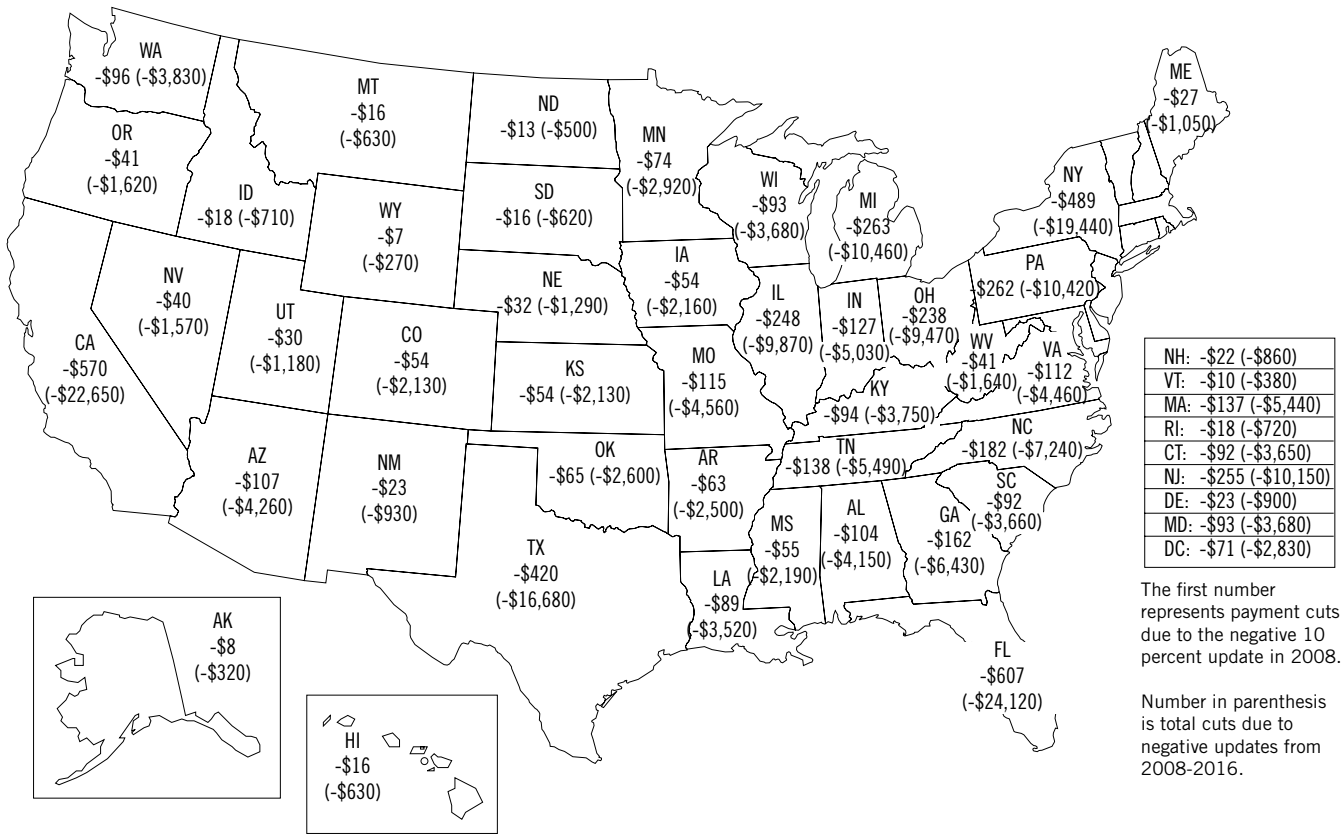 WA
-$96 (-$3,830)
OR
-$41
(-$1,620)
ID
-$18 (-$710)
MT
-$16
(-$630)
ND
-$13 (-$500)
MN
-$74
(-$2,920)
SD
-$16 (-$620)
WY
-$7
(-$270)
WI
-$93
(-$3,680)
MI
-$263
(-$10,460)
NY
-$489
(-$19,440)
ME
-$27
(-$1,050)
CA
-$570
(-$22,650)
NV
-$40
(-$1,570)
UT
-$30
(-$1,180)
CO
-$54
(-$2,130)
NE
-$32 (-$1,290)
IA
-$54
(-$2,160)
KS
-$54 (-$2,130)
MO
-$115
(-$4,560)
IL
-$248
(-$9,870)
IN
-$127
(-$5,030)
OH
-$238
(-$9,470)
PA
-$262 (-$10,420)
WV
-$41
(-$1,640)
VA
-$112
(-$4,460)
KY
-$94 (-$3,750)
AZ
-$107
(-$4,260)
NM
-$23
(-$930)
OK
-$65 (-$2,600)
AR
-$63
(-$2,500)
TN
-$138 (-$5,490)
NC
-$182 (-$7,240)
SC
-$92
(-$3,660)
TX
-$420
(-$16,680)
LA
-$89
(-$3,520)
MS
-$55
(-$2,190)
AL
-$104
(-$4,150)
GA
-$162
(-$6,430)
FL
-$607
(-$24,120)
AK
-$8
(-$320)
HI
-$16
(-$630)
NH: -$22 (-$860)
VT: -$10 (-$380)
MA: -$137 (-$5,440)
RI: -$18 (-$720)
CT: -$92 (-$3,650)
NJ: -$255 (-$10,150)
DE: -$23 (-$900)
MD: -$93 (-$3,680)
DC: -$71 (-$2,830)
The first number
represents payment cuts
due to the negative 10
percent update in 2008.
Number in parenthesis
is total cuts due to
negative updates from
2008-2016.